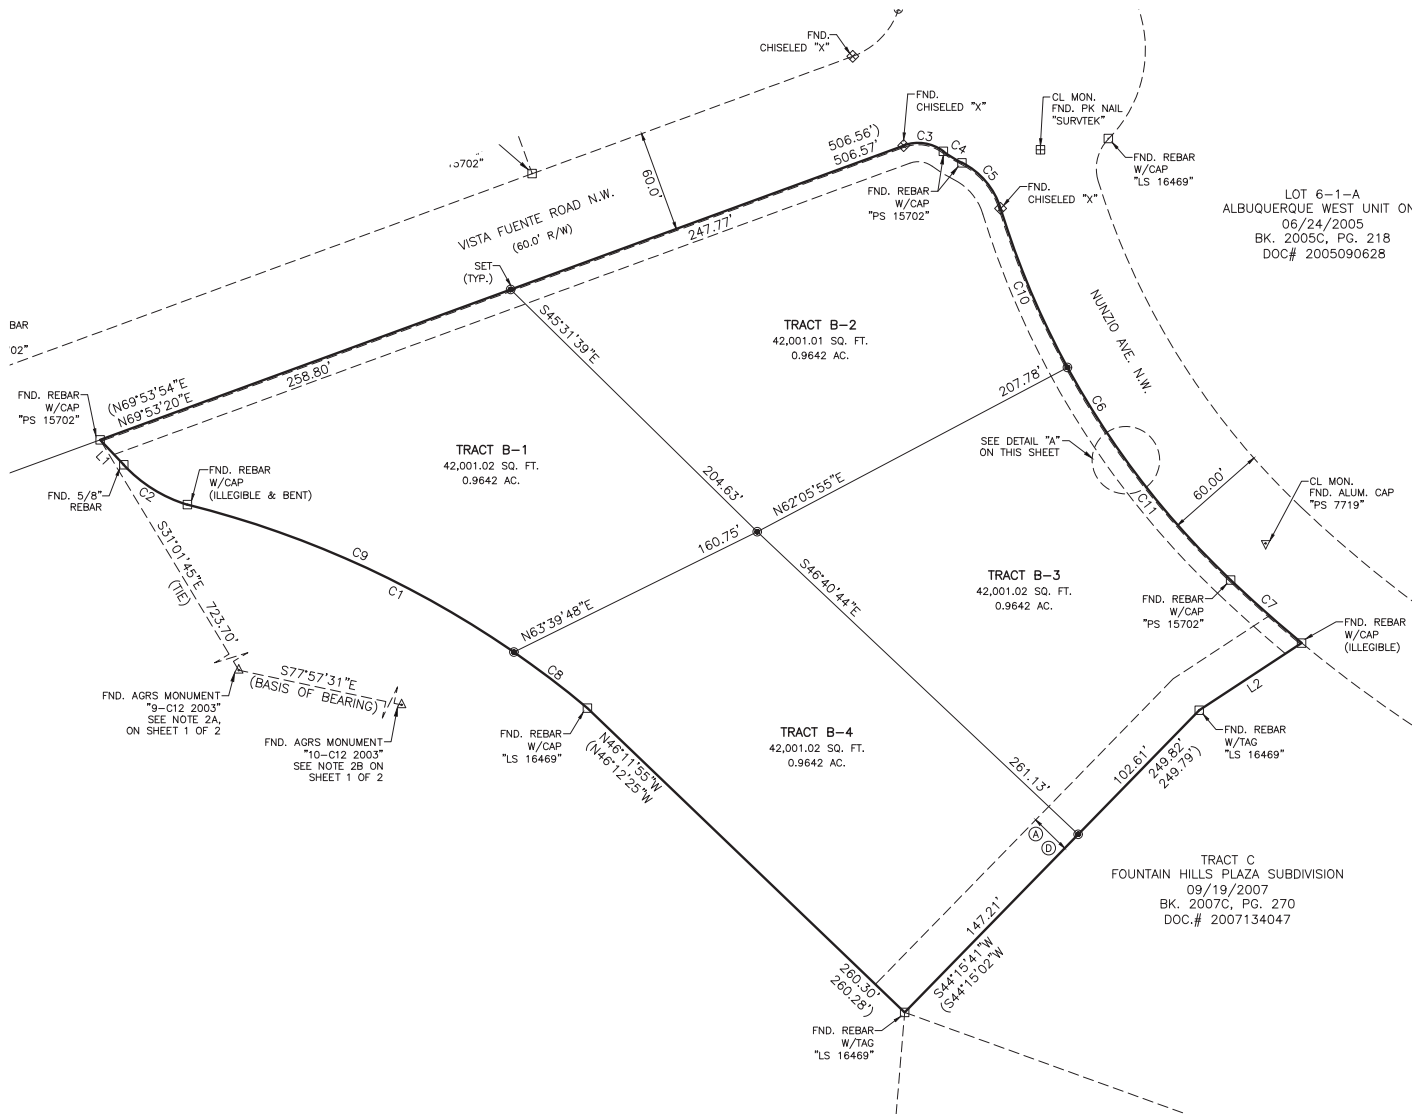 FND.
CHISELED "X"
FND.
CHISELED "X"
CL MON.
FND. PK NAIL
"SURVTEK"
FND. REBAR
W/CAP
"LS 16469"
15702"
506.56')
506.57'
C3
C4
C5
60.0'
FND. REBAR
W/CAP
"PS 15702"
FND.
CHISELED "X"
LOT 6-1-A
ALBUQUERQUE WEST UNIT ON
06/24/2005
BK. 2005C, PG. 218
DOC# 2005090628
VISTA FUENTE ROAD N.W.
(60.0' R/W)
247.77'
SET
(TYP.)
S45°31'39"E
C10
NUNZIO AVE. N.W.
BAR
02"
TRACT B-2
42,001.01 SQ. FT.
0.9642 AC.
258.80'
(N69°53'54"E
N69°53'20"E
207.78'
C6
FND. REBAR
W/CAP
"PS 15702"
L1
FND. 5/8"
REBAR
C2
FND. REBAR
W/CAP
(ILLEGIBLE & BENT)
TRACT B-1
42,001.02 SQ. FT.
0.9642 AC.
SEE DETAIL "A"
ON THIS SHEET
204.63'
N62°05'55"E
C11
60.00'
CL MON.
FND. ALUM. CAP
"PS 7719"
S31°01'45"E 723.70'
(TIE)
C9
C1
160.75'
N63°39'48"E
S46°40'44"E
TRACT B-3
42,001.02 SQ. FT.
0.9642 AC.
FND. REBAR
W/CAP
"PS 15702"
C7
FND. REBAR
W/CAP
(ILLEGIBLE)
S77°57'31"E
(BASIS OF BEARING)
C8
L2
FND. AGRS MONUMENT
"9-C12 2003"
SEE NOTE 2A,
ON SHEET 1 OF 2
FND. AGRS MONUMENT
"10-C12 2003"
SEE NOTE 2B ON
SHEET 1 OF 2
FND. REBAR
W/CAP
"LS 16469"
N46°11'55"W
(N46°12'25"W
TRACT B-4
42,001.02 SQ. FT.
0.9642 AC.
261.13'
102.61'
249.82'
249.79')
FND. REBAR
W/TAG
"LS 16469"
A
D
TRACT C
FOUNTAIN HILLS PLAZA SUBDIVISION
09/19/2007
BK. 2007C, PG. 270
DOC.# 2007134047
147.21'
S44°15'41"W
(S44°15'02"W
260.30'
260.28')
FND. REBAR
W/TAG
"LS 16469"